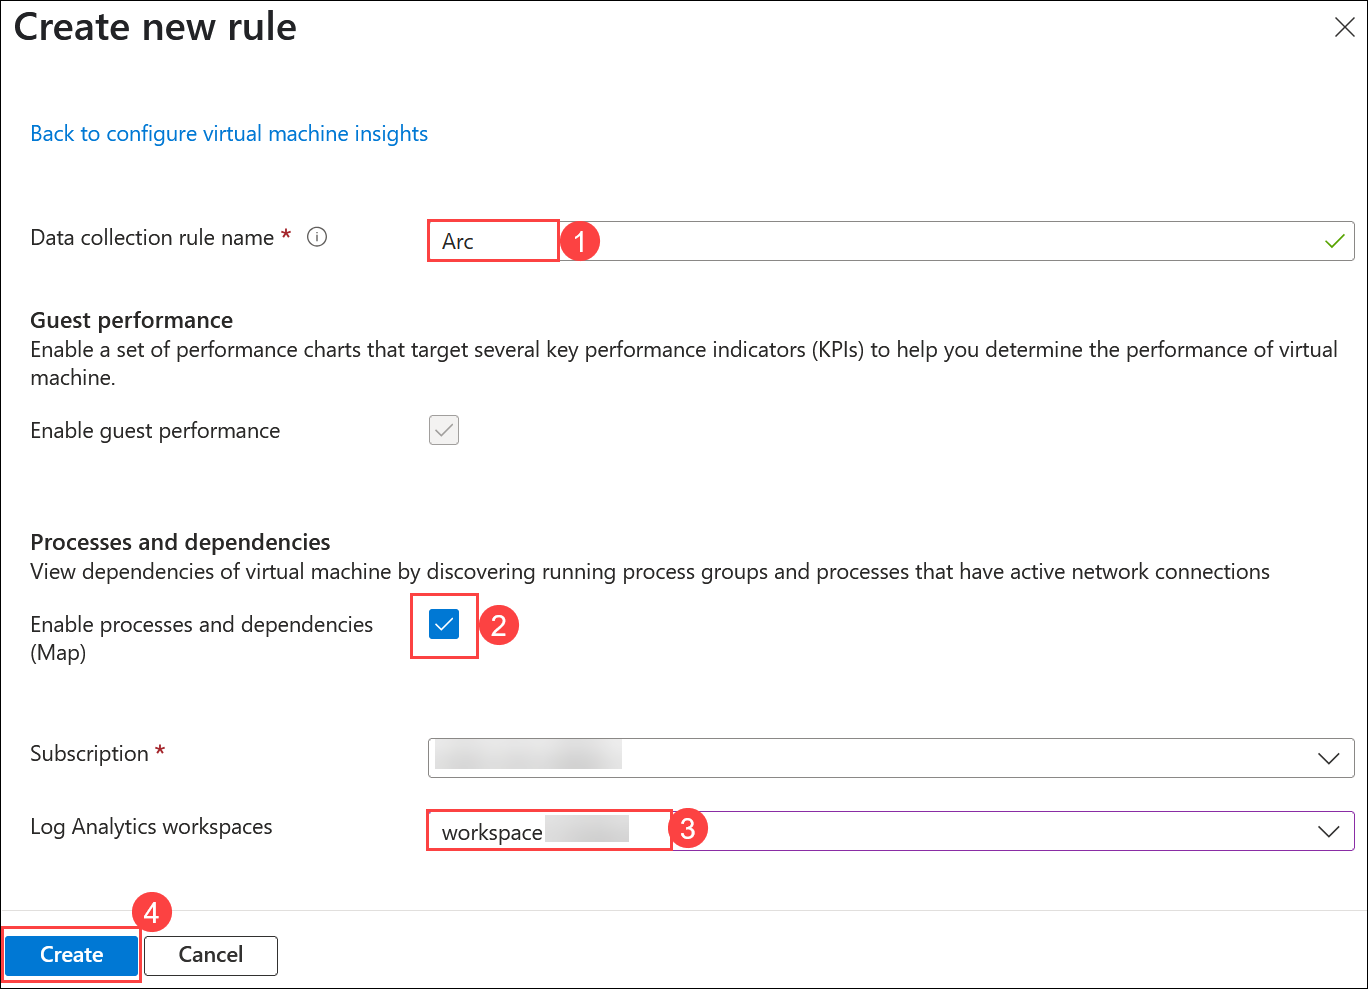 Create new rule
Back to configure virtual machine insights
Data collection rule name *
Arc
1
Guest performance
Enable a set of performance charts that target several key performance indicators (KPIs) to help you determine the performance of virtual
machine.
Enable guest performance
Processes and dependencies
View dependencies of virtual machine by discovering running process groups and processes that have active network connections
Enable processes and dependencies
(Map)
2
Subscription *
Log Analytics workspaces
workspace
3
4
Create
Cancel